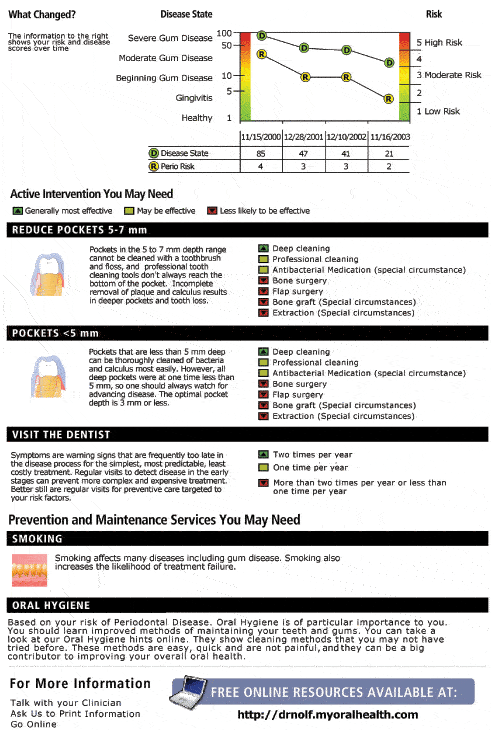 What Changed?
Disease State
Risk
The information to the right
shows your risk and disease
scores over time
Severe Gum Disease
Moderate Gum Disease
Beginning Gum Disease
Gingivitis
Healthy
100
50
10
5
1
D D D D
R R R R
5 High Risk
4
3 Moderate Risk
2
1 Low Risk
11/15/2000 12/28/2001 12/10/2002 11/16/2003
D Disease State 85 47 41 21
R Perio Risk 4 3 3 2
Active Intervention You May Need
Generally most effective May be effective Less likely to be effective
REDUCE POCKETS 5-7 mm
Pockets in the 5 to 7 mm depth range
cannot be cleaned with a toothbrush
and floss, and professional tooth
cleaning tools don't always reach the
bottom of the pocket. Incomplete
removal of plaque and calculus results
in deeper pockets and tooth loss.
Deep cleaning
Professional cleaning
Antibacterial Medication (special circumstance)
Bone surgery
Flap surgery
Bone graft (Special circumstances)
Extraction (Special circumstances)
POCKETS <5 mm
Pockets that are less than 5 mm deep
can be thoroughly cleaned of bacteria
and calculus most easily. However, all
deep pockets were at one time less than
5 mm, so one should always watch for
advancing disease. The optimal pocket
depth is 3 mm or less.
Deep cleaning
Professional cleaning
Antibacterial Medication (special circumstance)
Bone surgery
Flap surgery
Bone graft (Special circumstances)
Extraction (Special circumstances)
VISIT THE DENTIST
Symptoms are warning signs that are frequently too late in
the disease process for the simplest, most predictable, least
costly treatment. Regular visits to detect disease in the early
stages can prevent more complex and expensive treatment.
Better still are regular visits for preventive care targeted to
your risk factors.
Two times per year
One time per year
More than two times per year or less than
one time per year
Prevention and Maintenance Services You May Need
SMOKING
Smoking affects many diseases including gum disease. Smoking also
increases the likelihood of treatment failure.
ORAL HYGIENE
Based on your risk of Periodontal Disease. Oral Hygiene is of particular importance to you.
You should learn improved methods of maintaining your teeth and gums. You can take a
look at our Oral Hygiene hints online. They show cleaning methods that you may not have
tried before. These methods are easy, quick and are not painful, and they can be a big
contributor to improving your overall oral health.
For More Information
Talk with your Clinician
Ask Us to Print Information
Go Online
FREE ONLINE RESOURCES AVAILABLE AT:
http://drnolf.myoralhealth.com